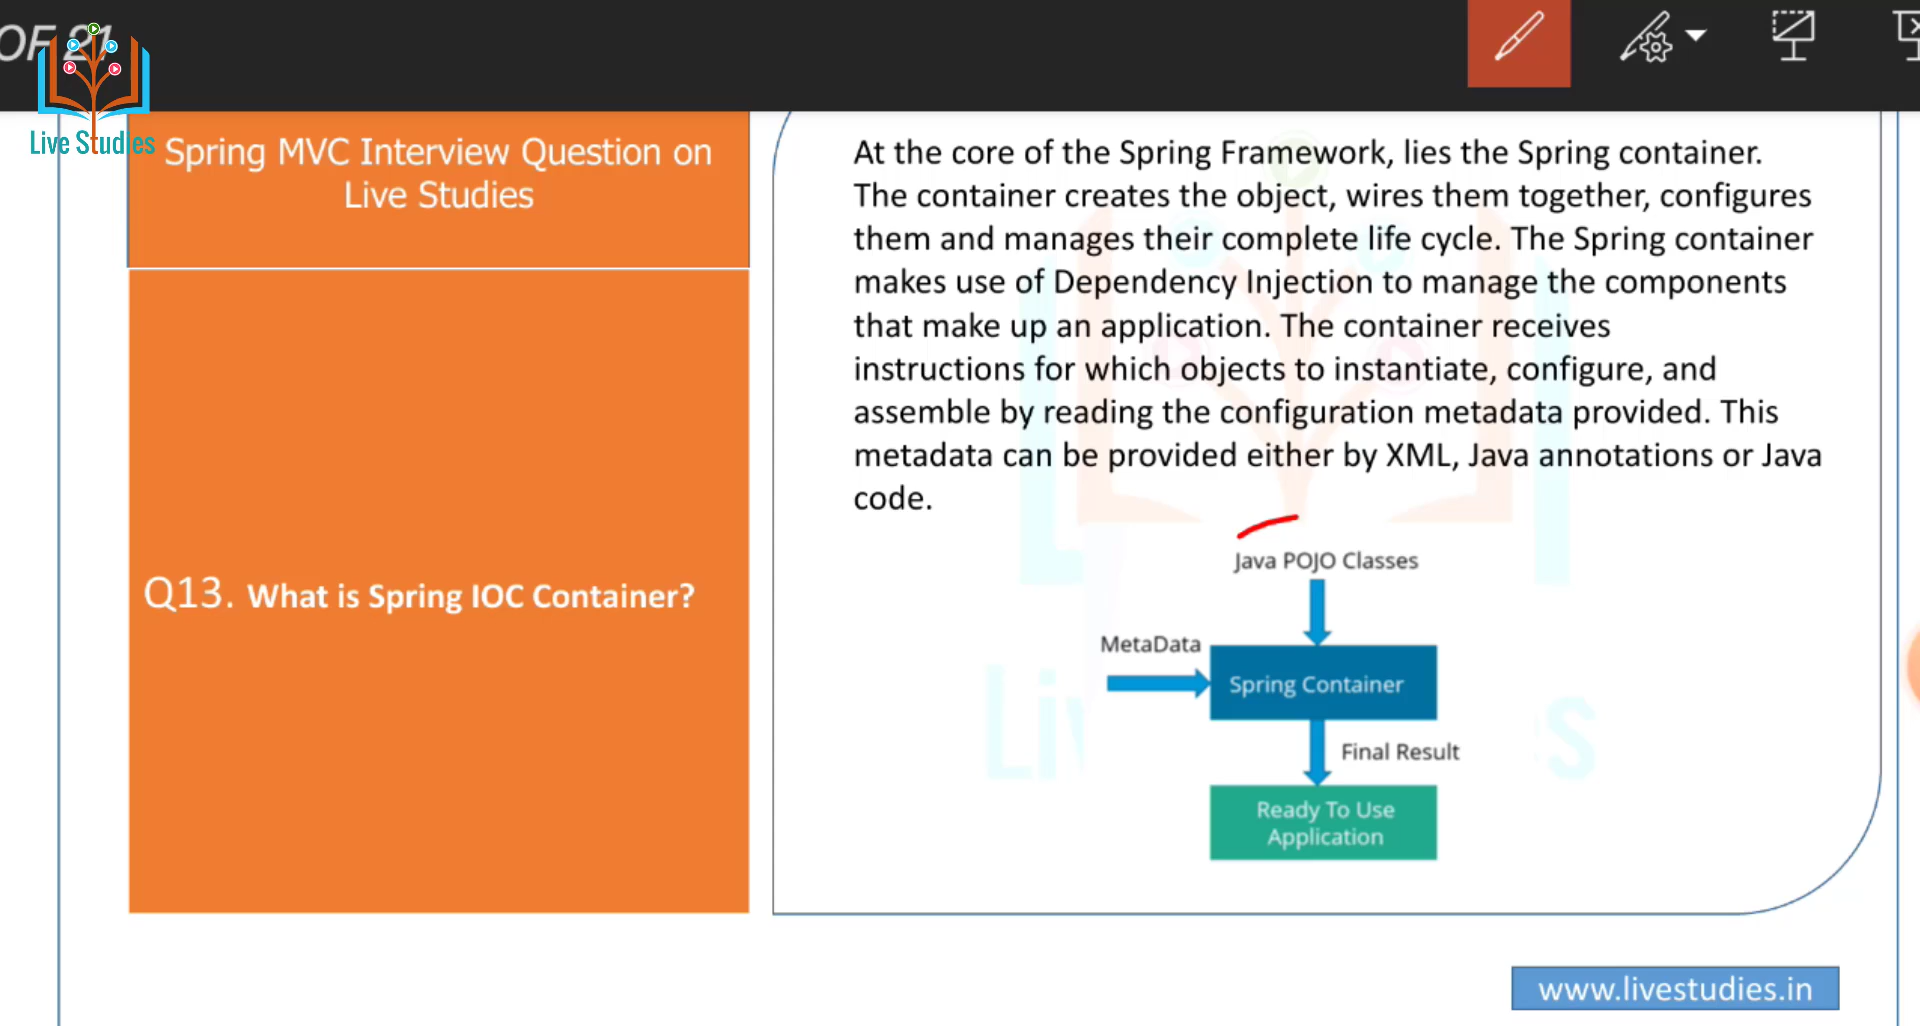 OF 21
Live Studies
Spring MVC Interview Question on
Live Studies
Q13. What is Spring IOC Container?
At the core of the Spring Framework, lies the Spring container.
The container creates the object, wires them together, configures
them and manages their complete life cycle. The Spring container
makes use of Dependency Injection to manage the components
that make up an application. The container receives
instructions for which objects to instantiate, configure, and
assemble by reading the configuration metadata provided. This
metadata can be provided either by XML, Java annotations or Java
code.
Java POJO Classes
MetaData
Spring Container
Final Result
Ready To Use
Application
www.livestudies.in